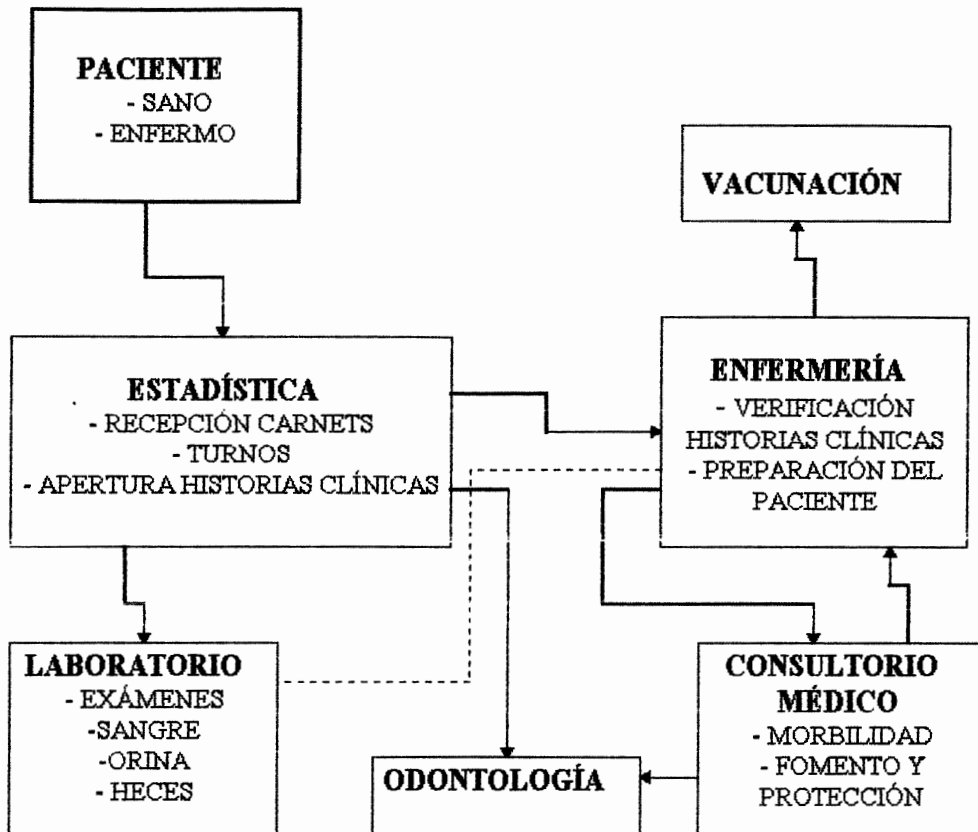 PACIENTE
- SANO
- ENFERMO
VACUNACIÓN
ESTADÍSTICA
- RECEPCIÓN CARNETS
- TURNOS
- APERTURA HISTORIAS CLÍNICAS
ENFERMERÍA
- VERIFICACIÓN
HISTORIAS CLÍNICAS
- PREPARACIÓN DEL
PACIENTE
LABORATORIO
- EXÁMENES
-SANGRE
-ORINA
- HECES
ODONTOLOGÍA
CONSULTORIO
MÉDICO
- MORBILIDAD
- FOMENTO Y
PROTECCIÓN